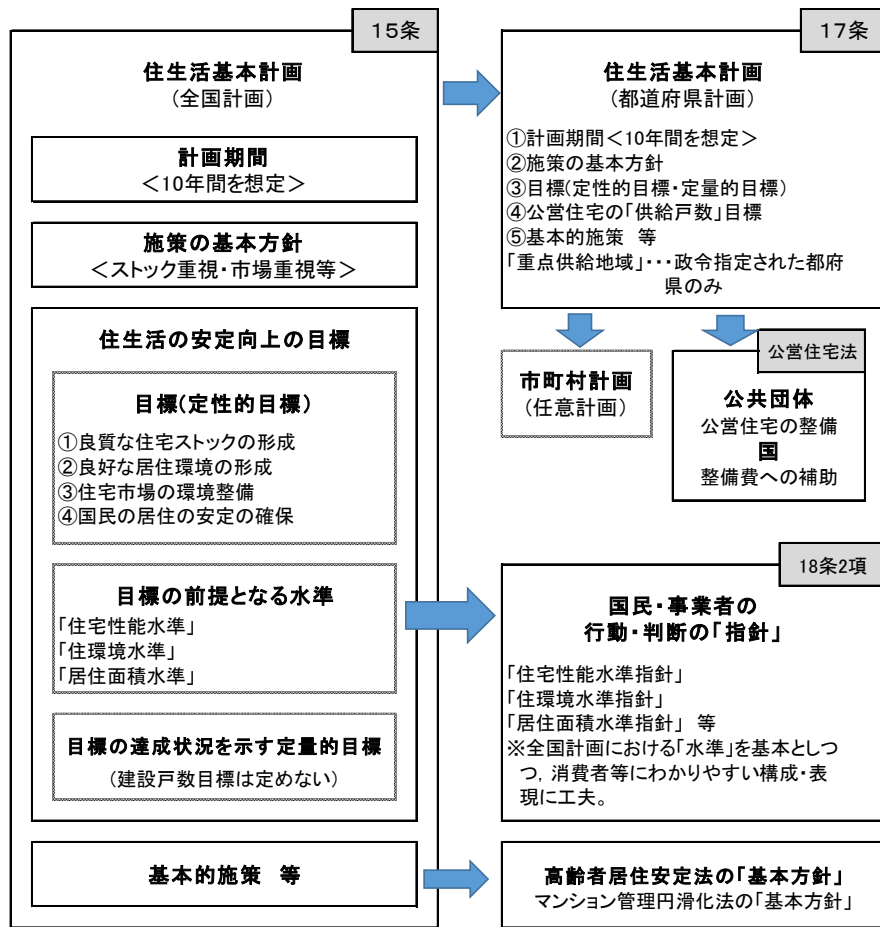 15条
住生活基本計画
(全国計画)
計画期間
<10年間を想定>
施策の基本方針
<ストック重視・市場重視等>
住生活の安定向上の目標
目標(定性的目標)
①良質な住宅ストックの形成
②良好な居住環境の形成
③住宅市場の環境整備
④国民の居住の安定の確保
目標の前提となる水準
「住宅性能水準」
「住環境水準」
「居住面積水準」
目標の達成状況を示す定量的目標
(建設戸数目標は定めない)
基本的施策 等
17条
住生活基本計画
(都道府県計画)
①計画期間<10年間を想定>
②施策の基本方針
③目標(定性的目標・定量的目標)
④公営住宅の「供給戸数」目標
⑤基本的施策 等
「重点供給地域」・・・政令指定された都府
県のみ
市町村計画
(任意計画)
公営住宅法
公共団体
公営住宅の整備
国
整備費への補助
18条2項
国民・事業者の
行動・判断の「指針」
「住宅性能水準指針」
「住環境水準指針」
「居住面積水準指針」 等
※全国計画における「水準」を基本としつ
つ, 消費者等にわかりやすい構成・表
現に工夫。
高齢者居住安定法の「基本方針」
マンション管理円滑化法の「基本方針」